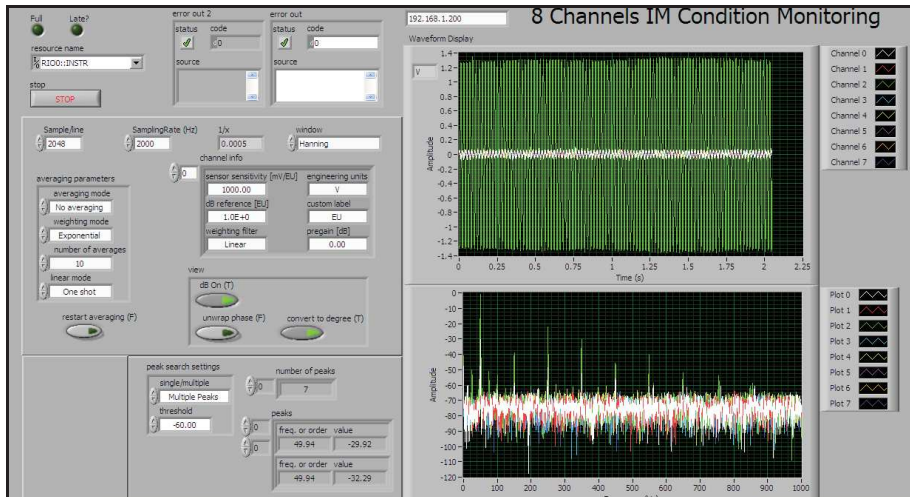 Full
Late?
resource name
RIO0::INSTR
stop
STOP
error out 2
status
code
0
source
error out
status
code
0
source
192.168.1.200
8 Channels IM Condition Monitoring
Sample/line
2048
SamplingRate (Hz)
2000
1/x
0.0005
window
Hanning
averaging parameters
averaging mode
No averaging
weighting mode
Exponential
number of averages
10
linear mode
One shot
restart averaging (F)
channel info
0
sensor sensitivity [mV/EU]
1000.00
engineering units
V
dB reference [EU]
1.0E+0
custom label
EU
weighting filter
Linear
pregain [dB]
0.00
view
dB On (T)
unwrap phase (F)
convert to degree (T)
peak search settings
single/multiple
Multiple Peaks
threshold
-60.00
number of peaks
0
7
peaks
0
0
freq. or order value
49.94
-29.92
freq. or order value
49.94
-32.29
Waveform Display
V
Amplitude
1.4
1.2
1
0.8
0.6
0.4
0.2
0
-0.2
-0.4
-0.6
-0.8
-1
-1.2
-1.4
0 0.25 0.5 0.75 1 1.25 1.5 1.75 2 2.25
Time (s)
Channel 0
Channel 1
Channel 2
Channel 3
Channel 4
Channel 5
Channel 6
Channel 7
Amplitude
0
-10
-20
-30
-40
-50
-60
-70
-80
-90
-100
-110
-120
0 100 200 300 400 500 600 700 800 900 1000
Plot 0
Plot 1
Plot 2
Plot 3
Plot 4
Plot 5
Plot 6
Plot 7